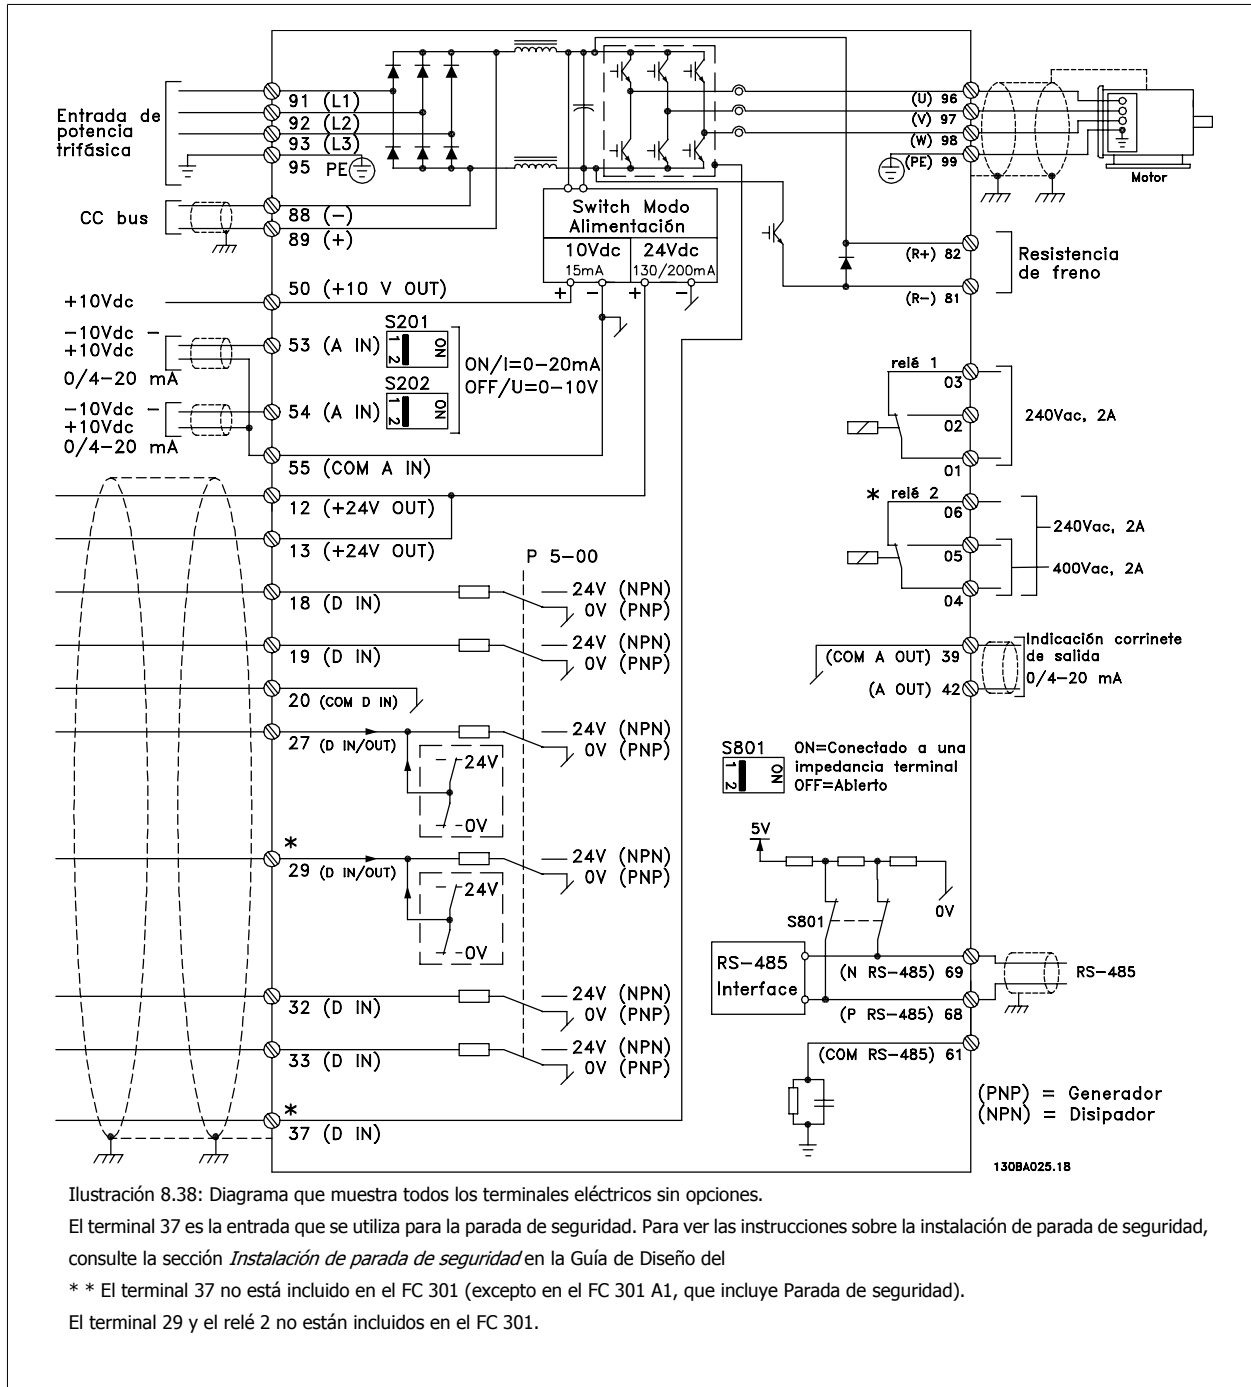 Entrada de
potencia
trifásica
91 (L1)
92 (L2)
93 (L3)
95 PE
CC bus
88 (−)
89 (+)
Switch Modo
Alimentación
10Vdc
15mA
24Vdc
130/200mA
+ − + −
(U) 96
(V) 97
(W) 98
(PE) 99
Motor
(R+) 82
(R−) 81
Resistencia
de freno
+10Vdc
50 (+10 V OUT)
−10Vdc −
+10Vdc
0/4−20 mA
53 (A IN)
S201
1 2
ON
ON/I=0−20mA
OFF/U=0−10V
−10Vdc −
+10Vdc
0/4−20 mA
54 (A IN)
S202
1 2
ON
55 (COM A IN)
12 (+24V OUT)
13 (+24V OUT)
P 5-00
18 (D IN)
24V (NPN)
0V (PNP)
19 (D IN)
24V (NPN)
0V (PNP)
20 (COM D IN)
27 (D IN/OUT)
24V (NPN)
0V (PNP)
24V
0V
*
29 (D IN/OUT)
24V (NPN)
0V (PNP)
24V
0V
32 (D IN)
24V (NPN)
0V (PNP)
33 (D IN)
24V (NPN)
0V (PNP)
*
37 (D IN)
relé 1
03
02
01
240Vac, 2A
* relé 2
06
05
04
240Vac, 2A
400Vac, 2A
(COM A OUT) 39
(A OUT) 42
Indicación corrinete
de salida
0/4−20 mA
S801
1 2
ON
ON=Conectado a una
impedancia terminal
OFF=Abierto
5V
S801
0V
RS−485
Interface
(N RS−485) 69
(P RS−485) 68
RS−485
(COM RS−485) 61
(PNP) = Generador
(NPN) = Disipador
130BA025.18
Ilustración 8.38: Diagrama que muestra todos los terminales eléctricos sin opciones.
El terminal 37 es la entrada que se utiliza para la parada de seguridad. Para ver las instrucciones sobre la instalación de parada de seguridad,
consulte la sección Instalación de parada de seguridad en la Guía de Diseño del
* * El terminal 37 no está incluido en el FC 301 (excepto en el FC 301 A1, que incluye Parada de seguridad).
El terminal 29 y el relé 2 no están incluidos en el FC 301.